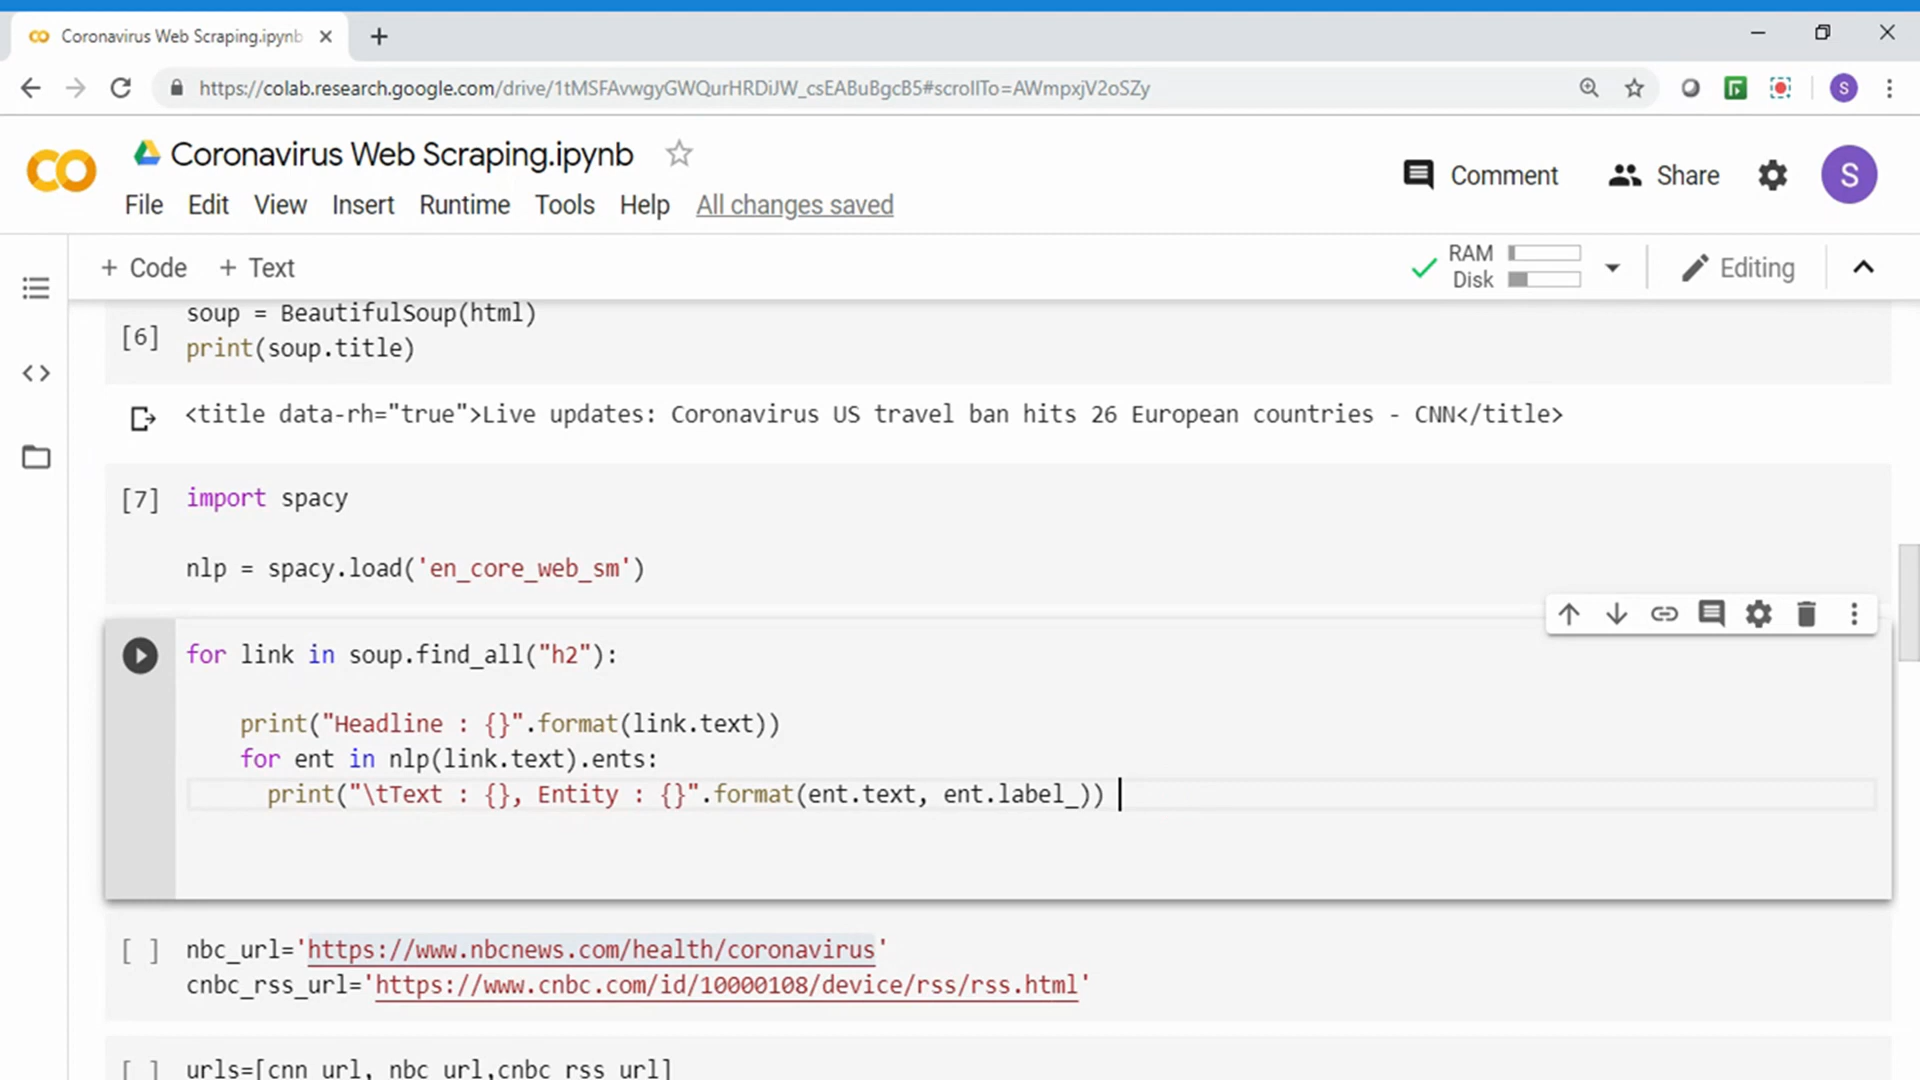 Coronavirus Web Scraping.ipynb
https://colab.research.google.com/drive/1tMSFAvwgyGWQurHRDiJW_csEABuBgcB5#scrollTo=AWmpxjV2oSZy
S
CO
Coronavirus Web Scraping.ipynb
Comment
Share
S
File Edit View Insert Runtime Tools Help All changes saved
+ Code + Text
RAM
Disk
Editing
[6]
soup = BeautifulSoup(html)
print(soup.title)
<title data-rh="true">Live updates: Coronavirus US travel ban hits 26 European countries - CNN</title>
[7] import spacy
nlp = spacy.load('en_core_web_sm')
for link in soup.find_all("h2"):
print("Headline : {}".format(link.text))
for ent in nlp(link.text).ents:
print("\tText : {}, Entity : {}".format(ent.text, ent.label_))
[ ] nbc_url='https://www.nbcnews.com/health/coronavirus'
cnbc_rss_url='https://www.cnbc.com/id/10000108/device/rss/rss.html'
[ ] urls=[cnn_url, nbc_url,cnbc_rss_url]